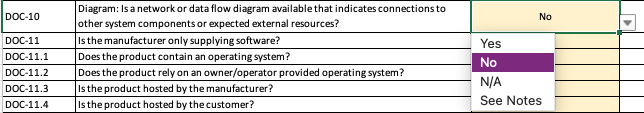 DOC-10 Diagram: Is a network or data flow diagram available that indicates connections to No
other system components or expected external resources?
DOC-11 Is the manufacturer only supplying software?
DOC-11.1 Does the product contain an operating system?
DOC-11.2 Does the product rely on an owner/operator provided operating system?
DOC-11.3 Is the product hosted by the manufacturer?
DOC-11.4 Is the product hosted by the customer?
Yes
No
N/A
See Notes